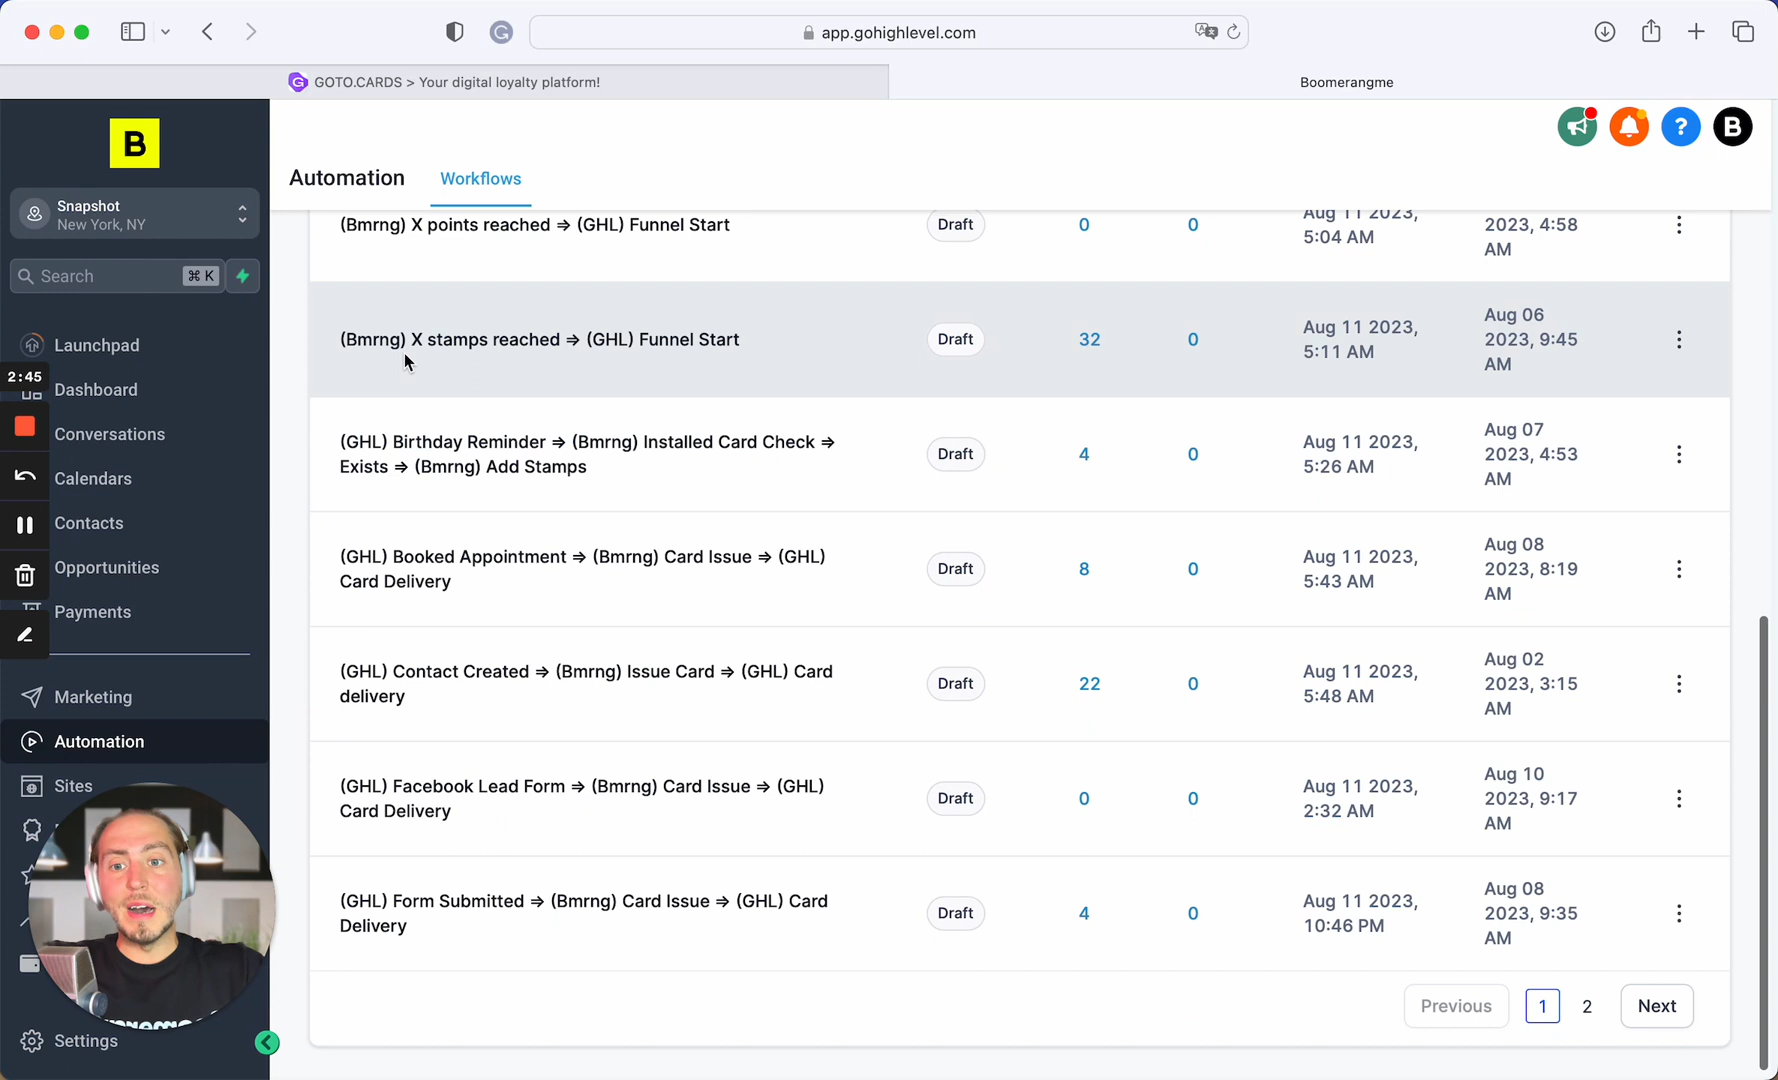 app.gohighlevel.com
GOTO.CARDS > Your digital loyalty platform!
Boomerangme
B
Snapshot
New York, NY
Search
⌘ K
Launchpad
2:45
Dashboard
Conversations
Calendars
Contacts
Opportunities
Payments
Marketing
Automation
Sites
Settings
?
B
Automation
Workflows
(Bmrng) X points reached ⇒ (GHL) Funnel Start
Draft
0
0
Aug 11 2023,
5:04 AM
2023, 4:58
AM
(Bmrng) X stamps reached ⇒ (GHL) Funnel Start
Draft
32
0
Aug 11 2023,
5:11 AM
Aug 06
2023, 9:45
AM
(GHL) Birthday Reminder ⇒ (Bmrng) Installed Card Check ⇒
Exists ⇒ (Bmrng) Add Stamps
Draft
4
0
Aug 11 2023,
5:26 AM
Aug 07
2023, 4:53
AM
(GHL) Booked Appointment ⇒ (Bmrng) Card Issue ⇒ (GHL)
Card Delivery
Draft
8
0
Aug 11 2023,
5:43 AM
Aug 08
2023, 8:19
AM
(GHL) Contact Created ⇒ (Bmrng) Issue Card ⇒ (GHL) Card
delivery
Draft
22
0
Aug 11 2023,
5:48 AM
Aug 02
2023, 3:15
AM
(GHL) Facebook Lead Form ⇒ (Bmrng) Card Issue ⇒ (GHL)
Card Delivery
Draft
0
0
Aug 11 2023,
2:32 AM
Aug 10
2023, 9:17
AM
(GHL) Form Submitted ⇒ (Bmrng) Card Issue ⇒ (GHL) Card
Delivery
Draft
4
0
Aug 11 2023,
10:46 PM
Aug 08
2023, 9:35
AM
Previous
1
2
Next